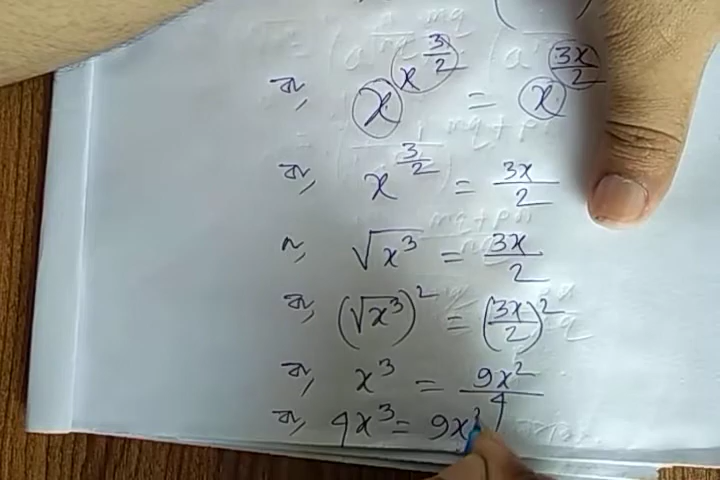 বা, x^{x^{3/2}} = x^{3x/2}
বা, x^{3/2} = 3x/2
বা, √x³ = 3x/2
বা, (√x³)² = (3x/2)²
বা, x³ = 9x²/4
বা, 4x³ = 9x²